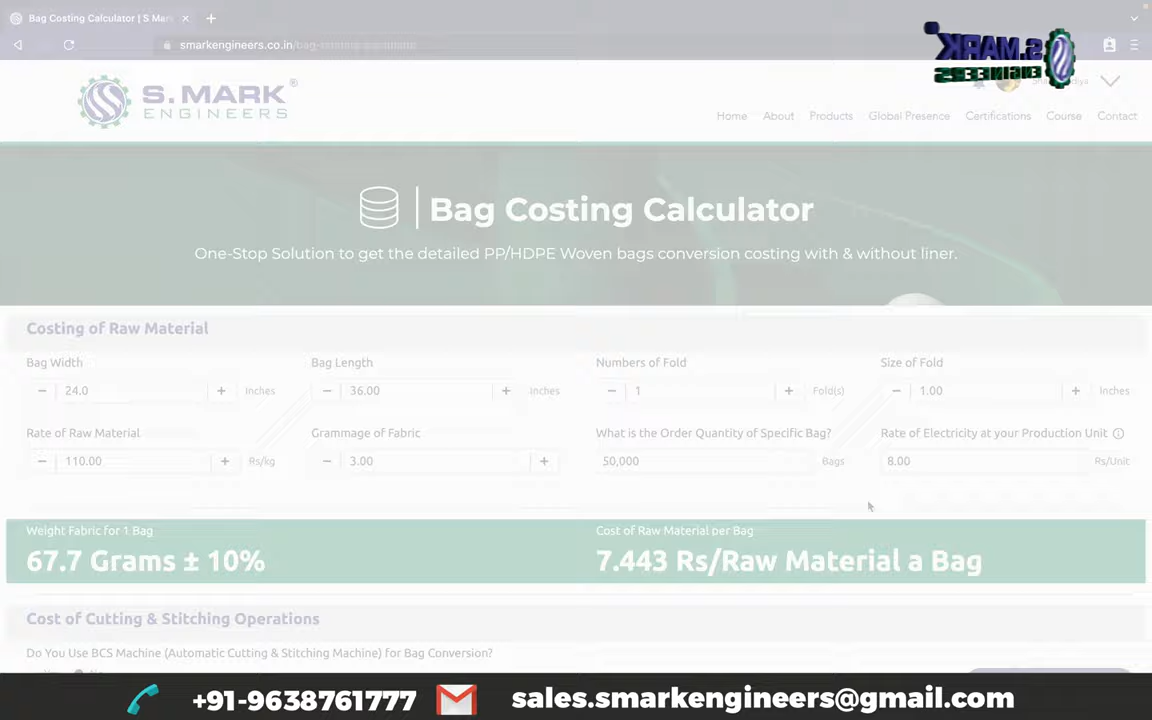 Bag Costing Calculator | S Mar
smarkengineers.co.in/bag-costing-operations
S.MARK
ENGINEERS
S. MARK ®
ENGINEERS
Home About Products Global Presence Certifications Course Contact
Bag Costing Calculator
One-Stop Solution to get the detailed PP/HDPE Woven bags conversion costing with & without liner.
Costing of Raw Material
Bag Width Bag Length Numbers of Fold Size of Fold
− 24.0 + Inches − 36.00 + Inches − 1 + Fold(s) − 1.00 + Inches
Rate of Raw Material Grammage of Fabric What is the Order Quantity of Specific Bag? Rate of Electricity at your Production Unit
− 110.00 + Rs/kg − 3.00 + 50,000 Bags 8.00 Rs/Unit
Weight Fabric for 1 Bag Cost of Raw Material per Bag
67.7 Grams ± 10% 7.443 Rs/Raw Material a Bag
Cost of Cutting & Stitching Operations
Do You Use BCS Machine (Automatic Cutting & Stitching Machine) for Bag Conversion?
+91-9638761777 sales.smarkengineers@gmail.com